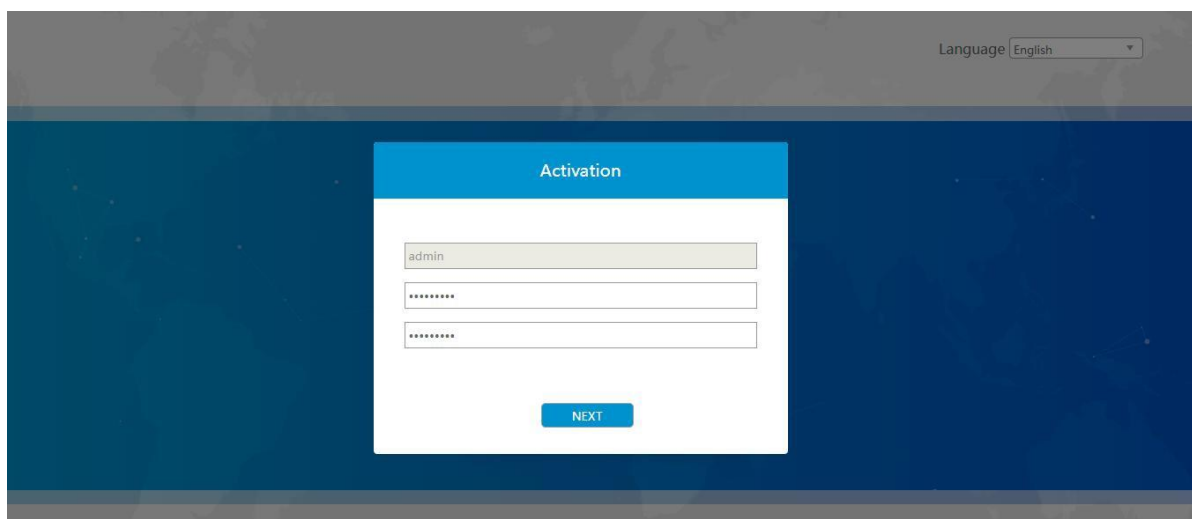 Language English
Activation
admin
•••••••••
•••••••••
NEXT